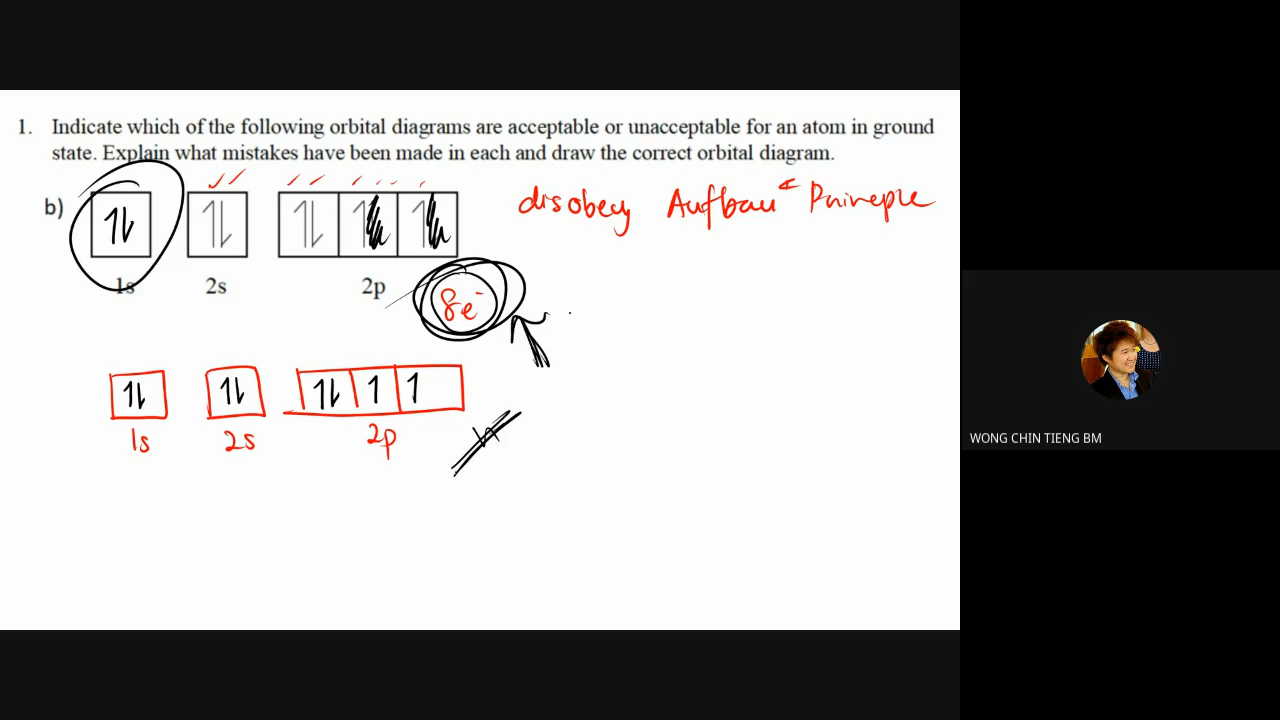 1. Indicate which of the following orbital diagrams are acceptable or unacceptable for an atom in ground
state. Explain what mistakes have been made in each and draw the correct orbital diagram.
b)
disobey Aufbau Principle
1s 2s 2p
8e⁻
1s 2s 2p
WONG CHIN TIENG BM